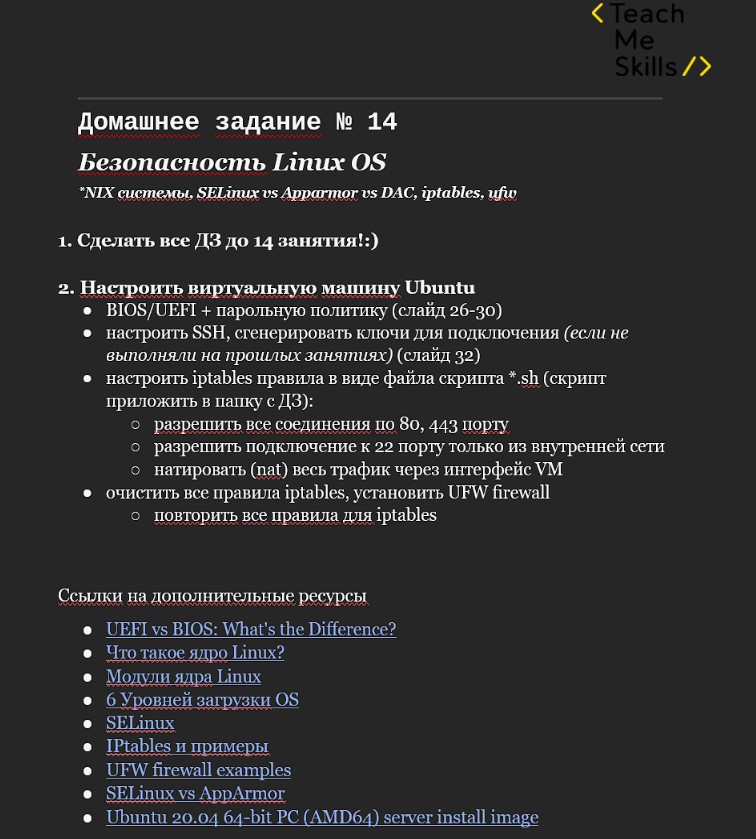 < Teach
Me
Skills />
Домашнее задание № 14
Безопасность Linux OS
*NIX системы, SELinux vs Apparmor vs DAC, iptables, ufw
1. Сделать все ДЗ до 14 занятия!:)
2. Настроить виртуальную машину Ubuntu
● BIOS/UEFI + парольную политику (слайд 26-30)
● настроить SSH, сгенерировать ключи для подключения (если не
выполняли на прошлых занятиях) (слайд 32)
● настроить iptables правила в виде файла скрипта *.sh (скрипт
приложить в папку с ДЗ):
○ разрешить все соединения по 80, 443 порту
○ разрешить подключение к 22 порту только из внутренней сети
○ натировать (nat) весь трафик через интерфейс VM
● очистить все правила iptables, установить UFW firewall
○ повторить все правила для iptables
Ссылки на дополнительные ресурсы
● UEFI vs BIOS: What's the Difference?
● Что такое ядро Linux?
● Модули ядра Linux
● 6 Уровней загрузки OS
● SELinux
● IPtables и примеры
● UFW firewall examples
● SELinux vs AppArmor
● Ubuntu 20.04 64-bit PC (AMD64) server install image